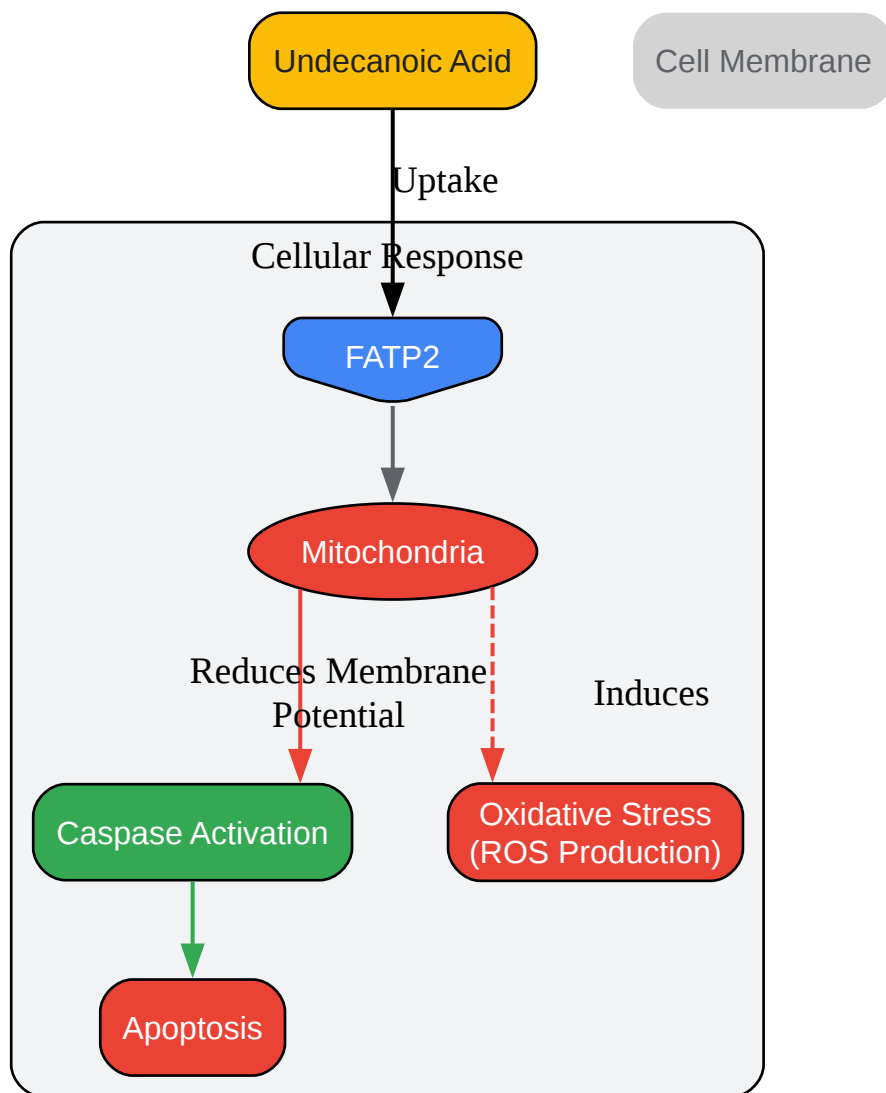 Undecanoic Acid
Cell Membrane
Uptake
Cellular Response
FATP2
Mitochondria
Reduces Membrane
Potential
Induces
Caspase Activation
Oxidative Stress
(ROS Production)
Apoptosis